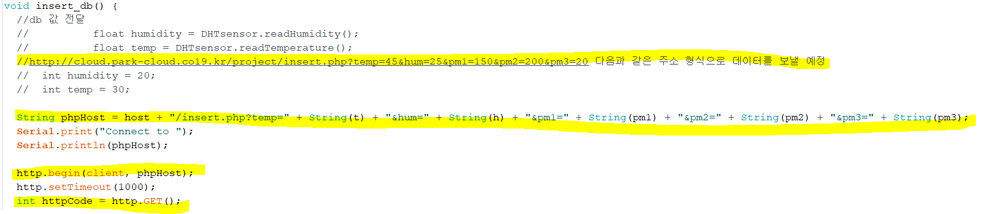 void insert_db() {
//db 값 전달
//          float humidity = DHTsensor.readHumidity();
//          float temp = DHTsensor.readTemperature();
//http://cloud.park-cloud.co19.kr/project/insert.php?temp=45&hum=25&pm1=150&pm2=200&pm3=20 다음과 같은 주소 형식으로 데이터를 보낼 예정
//  int humidity = 20;
//  int temp = 30;
String phpHost = host + "/insert.php?temp=" + String(t) + "&hum=" + String(h) + "&pm1=" + String(pm1) + "&pm2=" + String(pm2) + "&pm3=" + String(pm3);
Serial.print("Connect to ");
Serial.println(phpHost);
http.begin(client, phpHost);
http.setTimeout(1000);
int httpCode = http.GET();